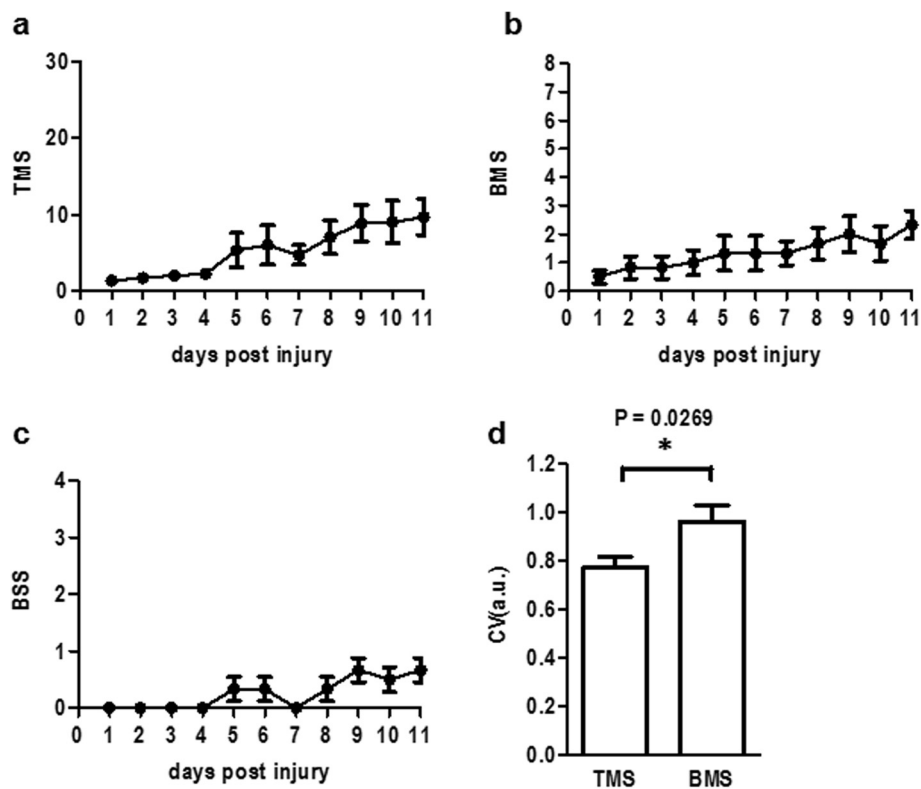 a
30
20
10
0
TMS
0 1 2 3 4 5 6 7 8 9 10 11
days post injury
b
8
7
6
5
4
3
2
1
0
BMS
0 1 2 3 4 5 6 7 8 9 10 11
days post injury
c
4
3
2
1
0
BSS
0 1 2 3 4 5 6 7 8 9 10 11
days post injury
d
P = 0.0269
*
1.2
1.0
0.8
0.6
0.4
0.2
0.0
CV(a.u.)
TMS BMS